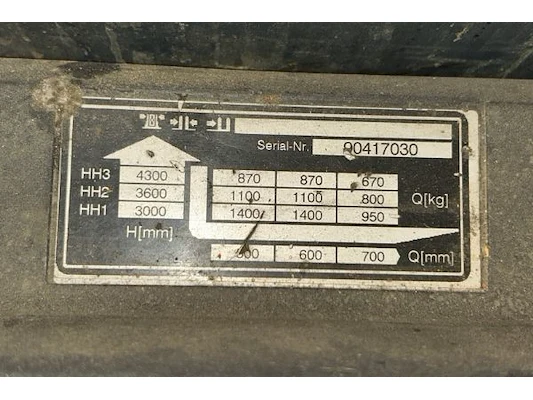 Serial-Nr. 90417030
HH3 4300 870 870 670
HH2 3600 1100 1100 800 Q[kg]
HH1 3000 1400 1400 950
H[mm]
600 700 Q[mm]